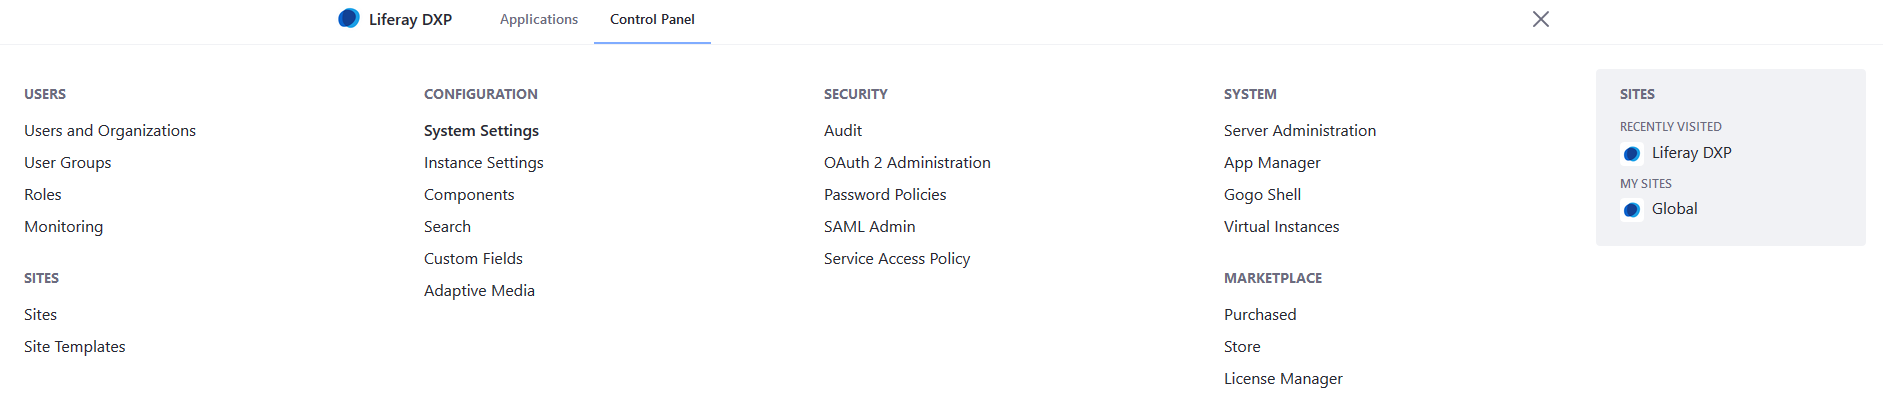 Liferay DXP
Applications
Control Panel
USERS
Users and Organizations
User Groups
Roles
Monitoring
SITES
Sites
Site Templates
CONFIGURATION
System Settings
Instance Settings
Components
Search
Custom Fields
Adaptive Media
SECURITY
Audit
OAuth 2 Administration
Password Policies
SAML Admin
Service Access Policy
SYSTEM
Server Administration
App Manager
Gogo Shell
Virtual Instances
MARKETPLACE
Purchased
Store
License Manager
SITES
RECENTLY VISITED
Liferay DXP
MY SITES
Global